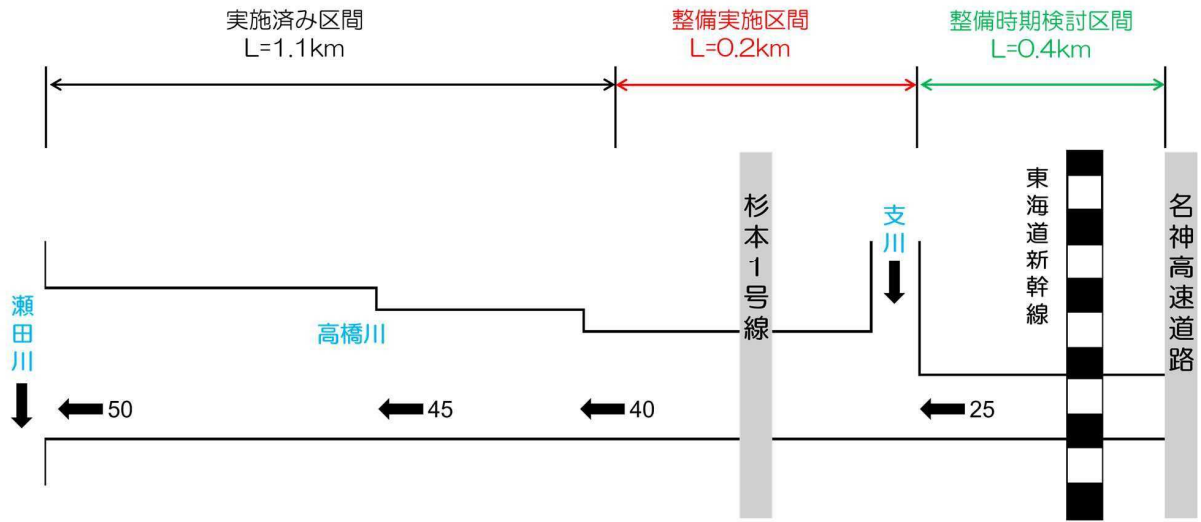 実施済み区間
L=1.1km
整備実施区間
L=0.2km
整備時期検討区間
L=0.4km
瀬田川
高橋川
杉本1号線
支川
東海道新幹線
名神高速道路
50
45
40
25